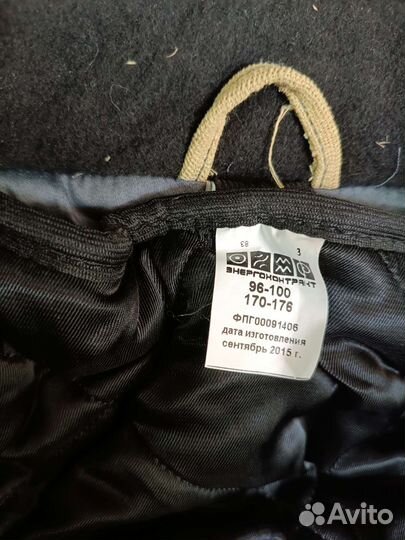 83 3
ЭНЕРГОКОНТРАКТ
96-100
170-176
ФПГ00091406
дата изготовления
сентябрь 2015 г.
Avito